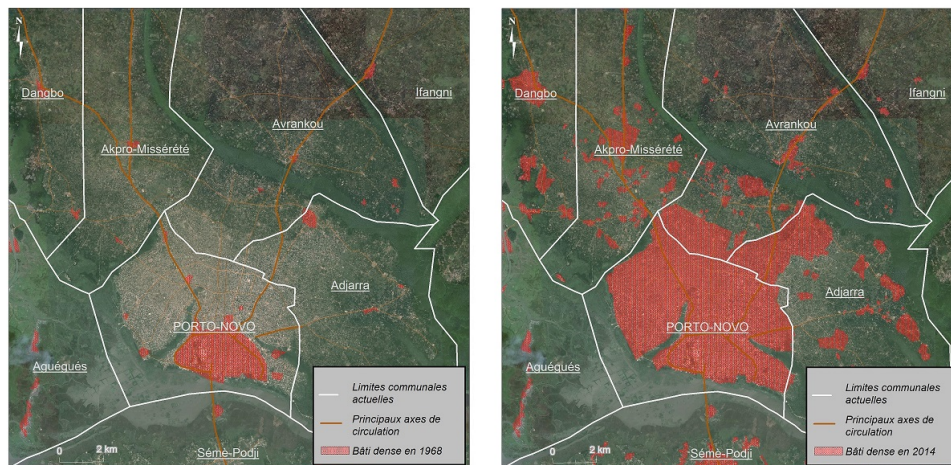 N
Dangbo
Ifangni
Avrankou
Akpro-Missérété
Adjarra
PORTO-NOVO
Aguégués
Limites communales
actuelles
Principaux axes de
circulation
Bâti dense en 1968
0 2 km
Sémè-Podji
N
Dangbo
Ifangni
Avrankou
Akpro-Missérété
Adjarra
PORTO-NOVO
Aguégués
Limites communales
actuelles
Principaux axes de
circulation
Bâti dense en 2014
0 2 km
Sémè-Podji